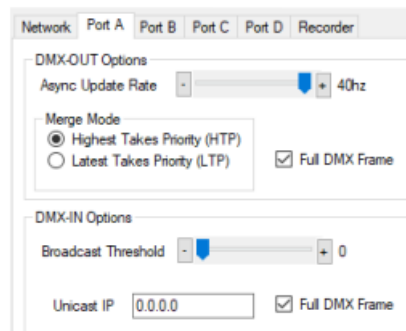 Network Port A Port B Port C Port D Recorder
DMX-OUT Options
Async Update Rate - + 40hz
Merge Mode
Highest Takes Priority (HTP)
Latest Takes Priority (LTP) Full DMX Frame
DMX-IN Options
Broadcast Threshold - + 0
Unicast IP 0.0.0.0 Full DMX Frame